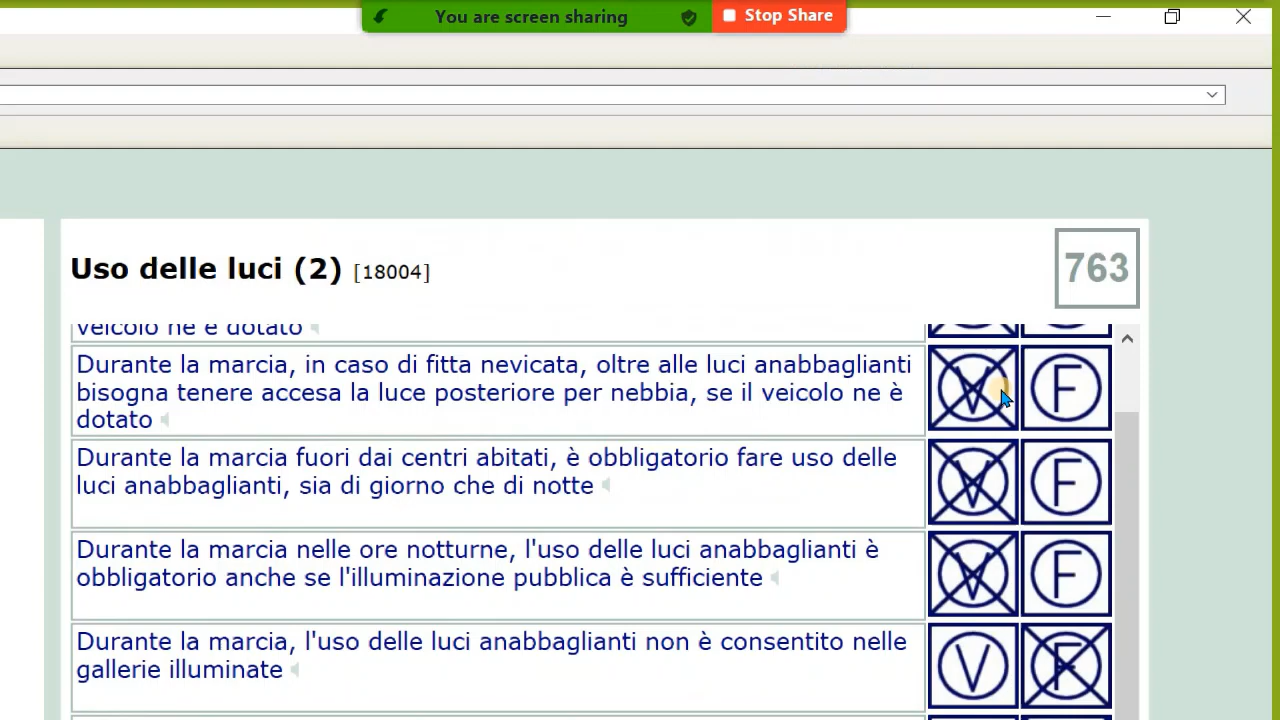 You are screen sharing
Stop Share
Uso delle luci (2) [18004]
763
veicolo ne è dotato
Durante la marcia, in caso di fitta nevicata, oltre alle luci anabbaglianti
bisogna tenere accesa la luce posteriore per nebbia, se il veicolo ne è
dotato
V F
Durante la marcia fuori dai centri abitati, è obbligatorio fare uso delle
luci anabbaglianti, sia di giorno che di notte
V F
Durante la marcia nelle ore notturne, l'uso delle luci anabbaglianti è
obbligatorio anche se l'illuminazione pubblica è sufficiente
V F
Durante la marcia, l'uso delle luci anabbaglianti non è consentito nelle
gallerie illuminate
V F